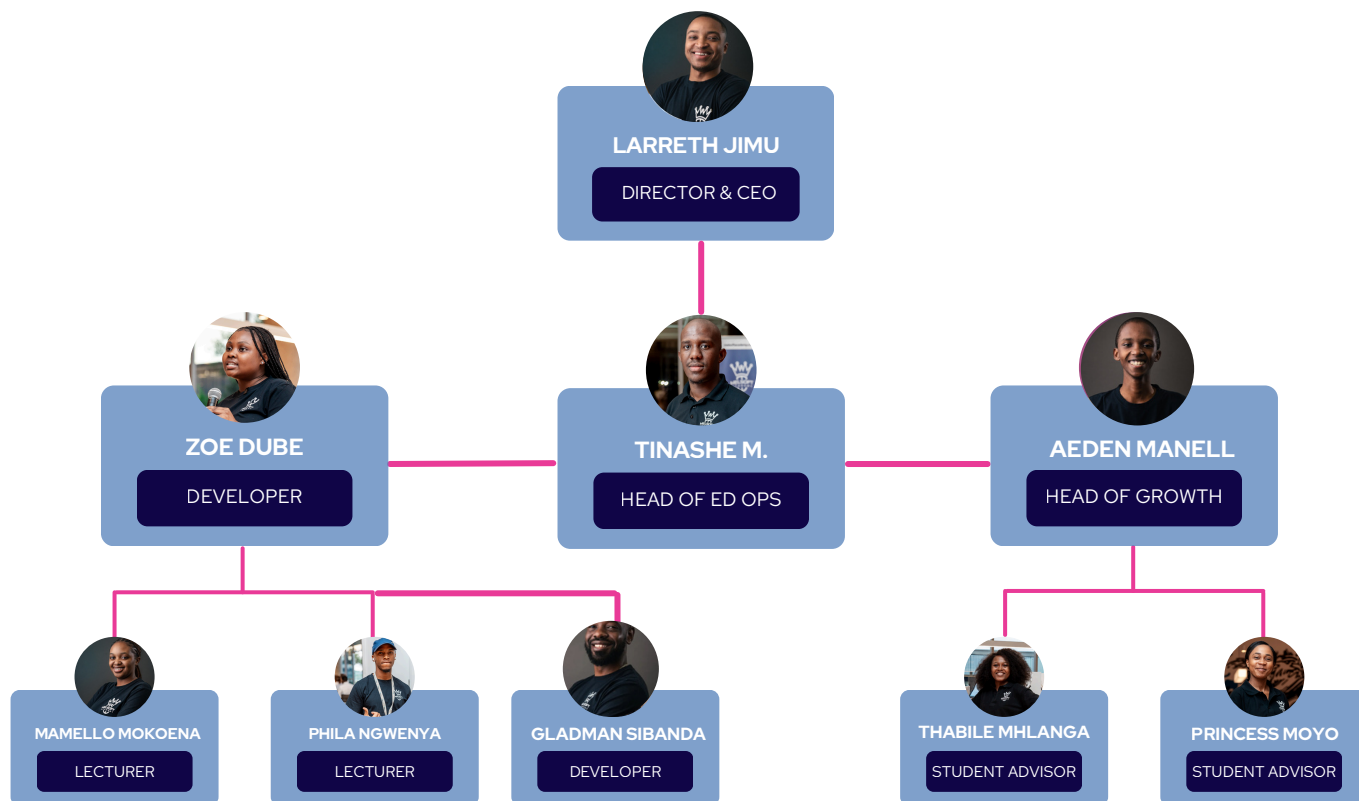 LARRETH JIMU
DIRECTOR & CEO
ZOE DUBE
DEVELOPER
TINASHE M.
HEAD OF ED OPS
AEDEN MANELL
HEAD OF GROWTH
MAMELLO MOKOENA
LECTURER
PHILA NGWENYA
LECTURER
GLADMAN SIBANDA
DEVELOPER
THABILE MHLANGA
STUDENT ADVISOR
PRINCESS MOYO
STUDENT ADVISOR